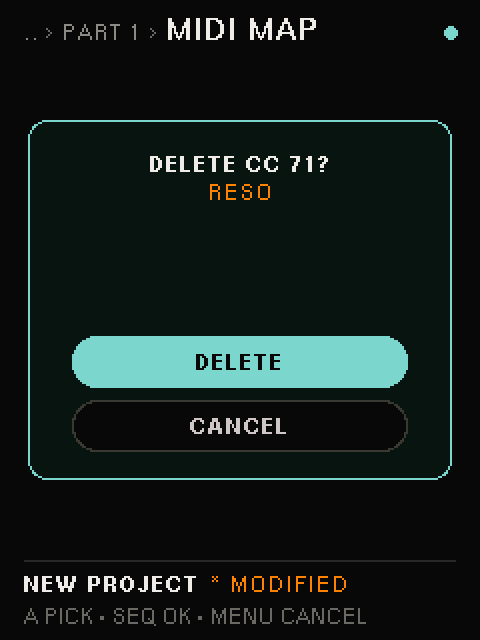 .. > PART 1 > MIDI MAP
DELETE CC 71?
RESO
DELETE
CANCEL
NEW PROJECT * MODIFIED
A PICK · SEQ OK · MENU CANCEL